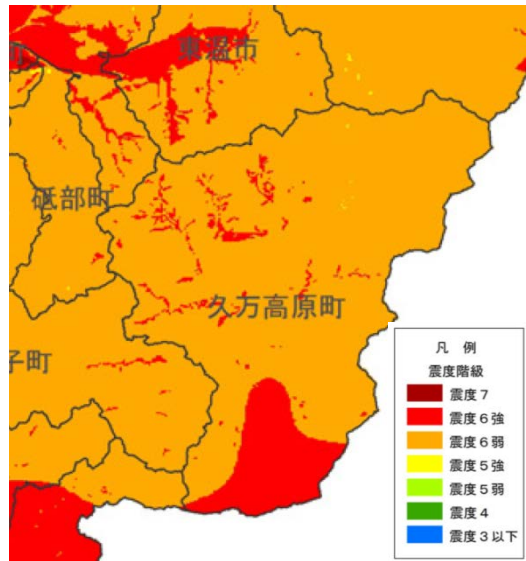 東温市
町
砥部町
久万高原町
子町
凡 例
震度階級
震度７
震度６強
震度６弱
震度５強
震度５弱
震度４
震度３以下